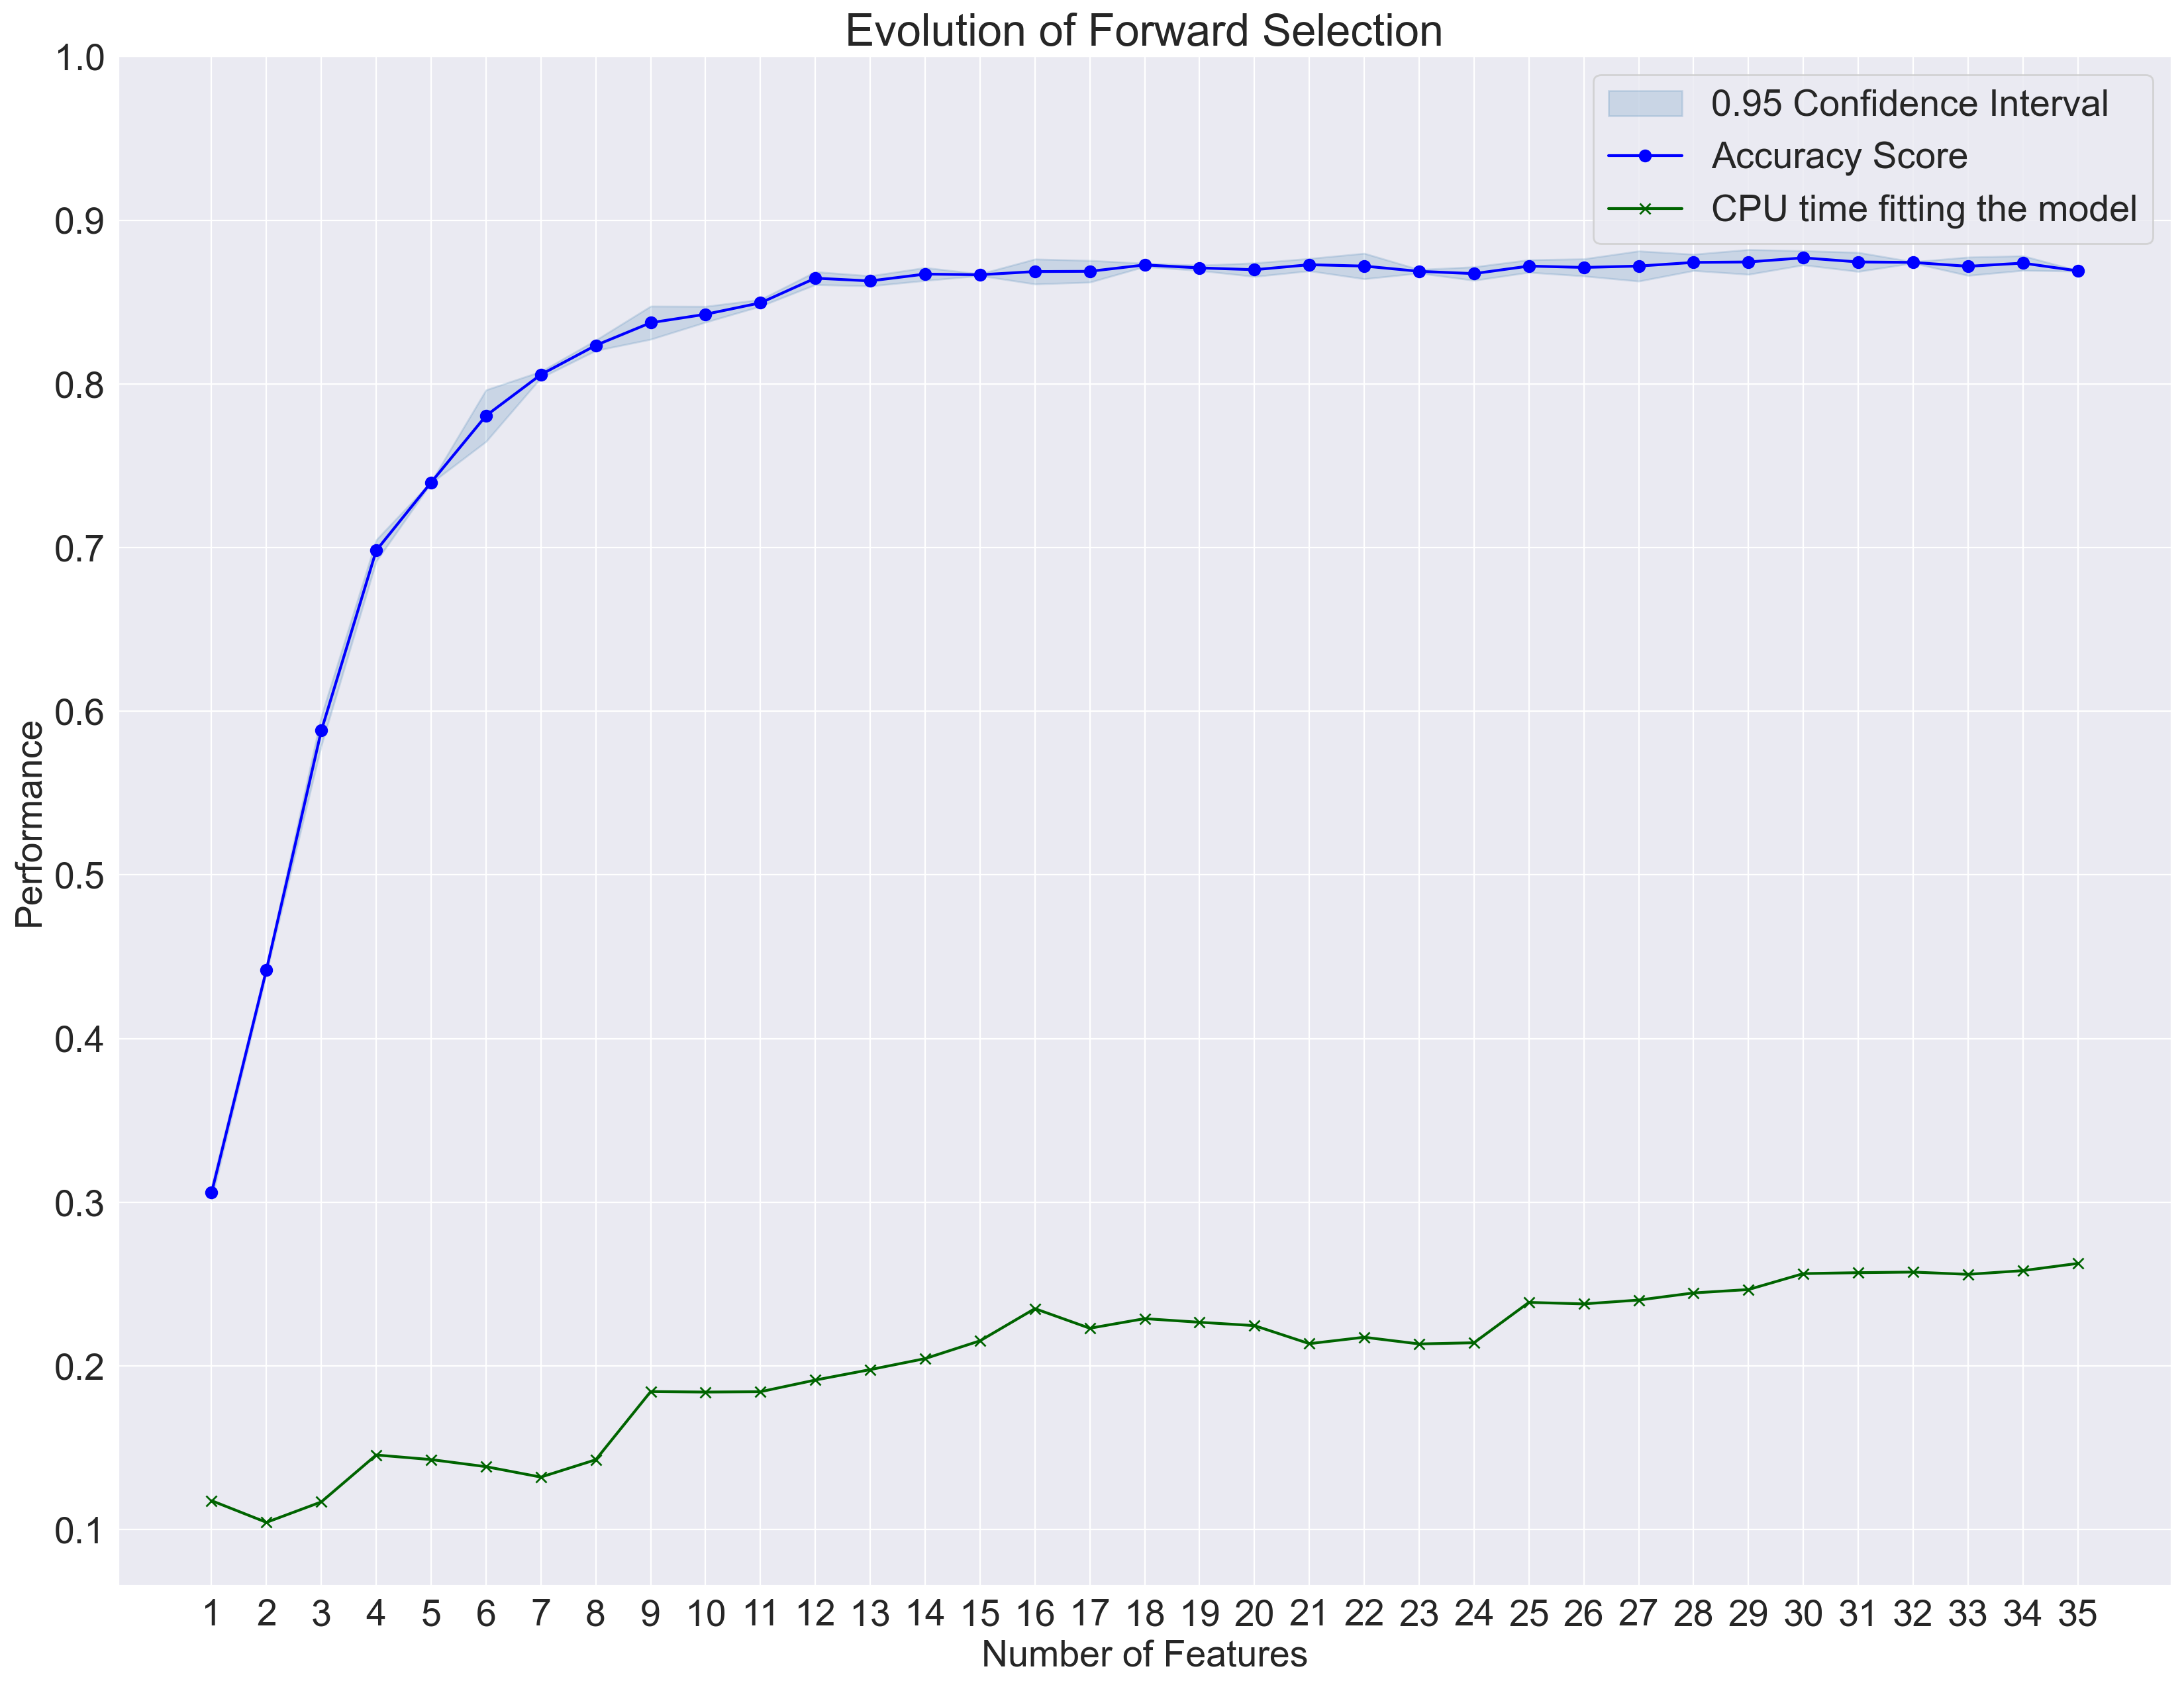 Evolution of Forward Selection
1.0
0.9
0.8
0.7
0.6
0.5
0.4
0.3
0.2
0.1
Performance
0.95 Confidence Interval
Accuracy Score
CPU time fitting the model
1 2 3 4 5 6 7 8 9 10 11 12 13 14 15 16 17 18 19 20 21 22 23 24 25 26 27 28 29 30 31 32 33 34 35
Number of Features